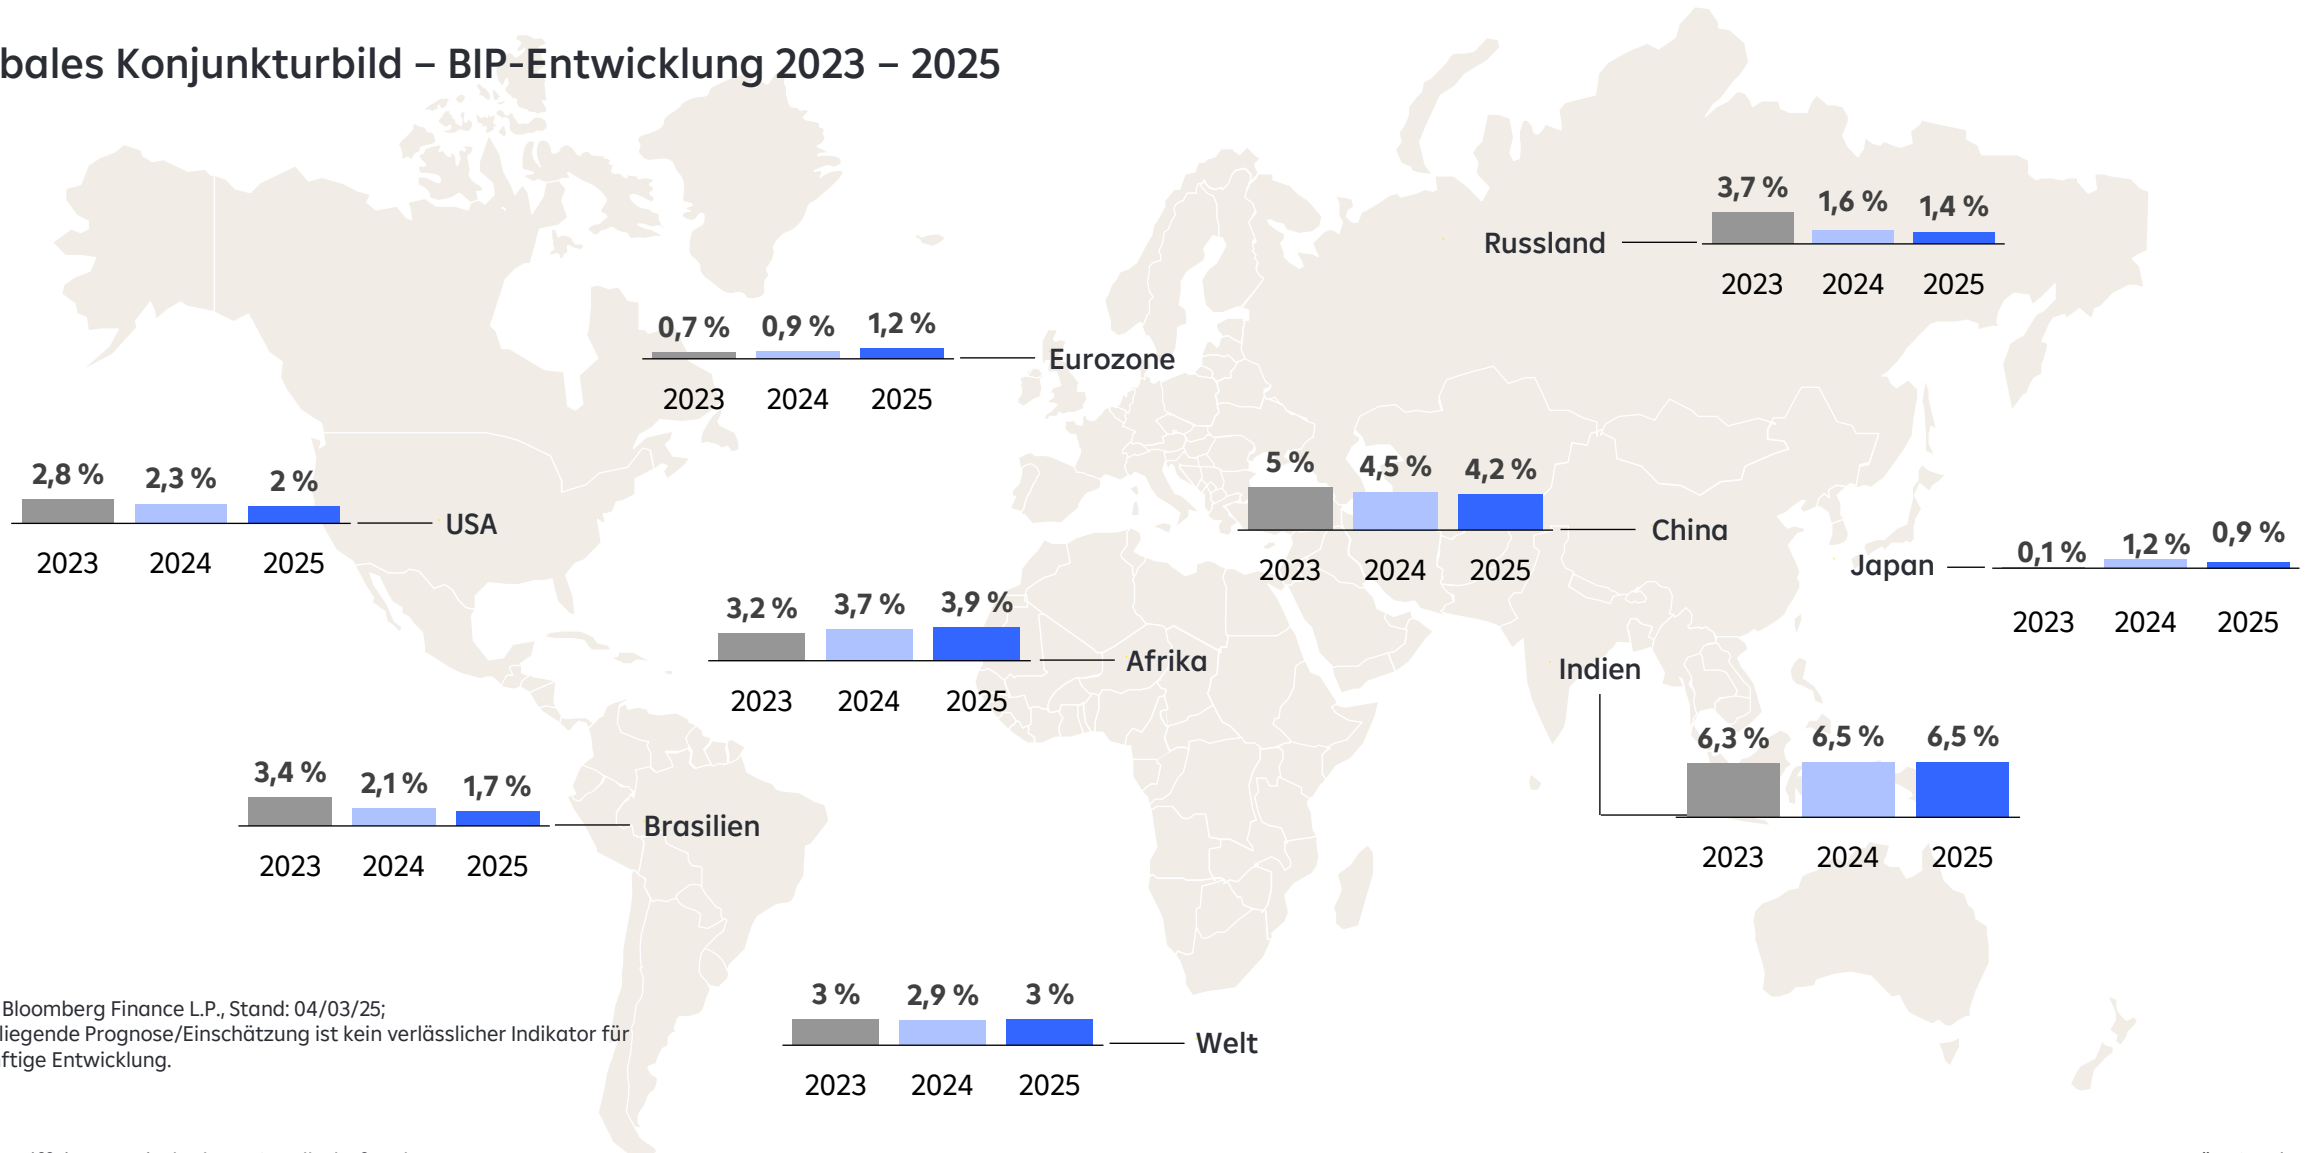 bales Konjunkturbild – BIP-Entwicklung 2023 – 2025
3,7 % 1,6 % 1,4 %
Russland
2023 2024 2025
0,7 % 0,9 % 1,2 %
Eurozone
2023 2024 2025
2,8 % 2,3 % 2 %
USA
2023 2024 2025
5 % 4,5 % 4,2 %
China
2023 2024 2025
0,1 % 1,2 % 0,9 %
Japan
2023 2024 2025
3,2 % 3,7 % 3,9 %
Afrika
2023 2024 2025
Indien
6,3 % 6,5 % 6,5 %
2023 2024 2025
3,4 % 2,1 % 1,7 %
Brasilien
2023 2024 2025
3 % 2,9 % 3 %
Welt
2023 2024 2025
Bloomberg Finance L.P., Stand: 04/03/25;
liegende Prognose/Einschätzung ist kein verlässlicher Indikator für
ftige Entwicklung.